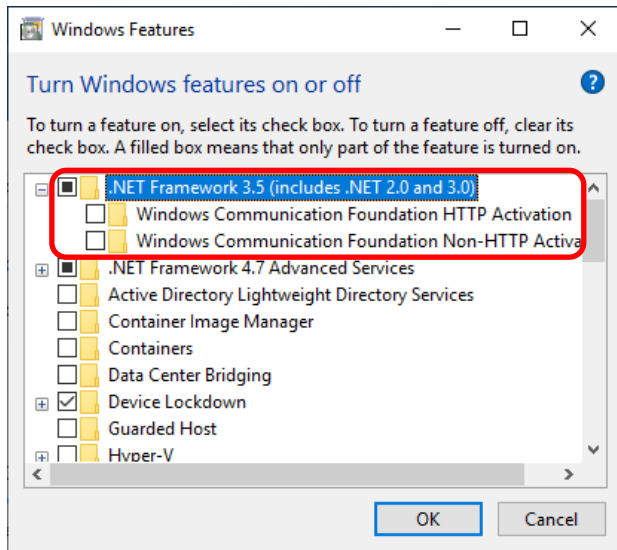 Windows Features
Turn Windows features on or off
To turn a feature on, select its check box. To turn a feature off, clear its
check box. A filled box means that only part of the feature is turned on.
.NET Framework 3.5 (includes .NET 2.0 and 3.0)
Windows Communication Foundation HTTP Activation
Windows Communication Foundation Non-HTTP Activa
.NET Framework 4.7 Advanced Services
Active Directory Lightweight Directory Services
Container Image Manager
Containers
Data Center Bridging
Device Lockdown
Guarded Host
Hyper-V
OK Cancel